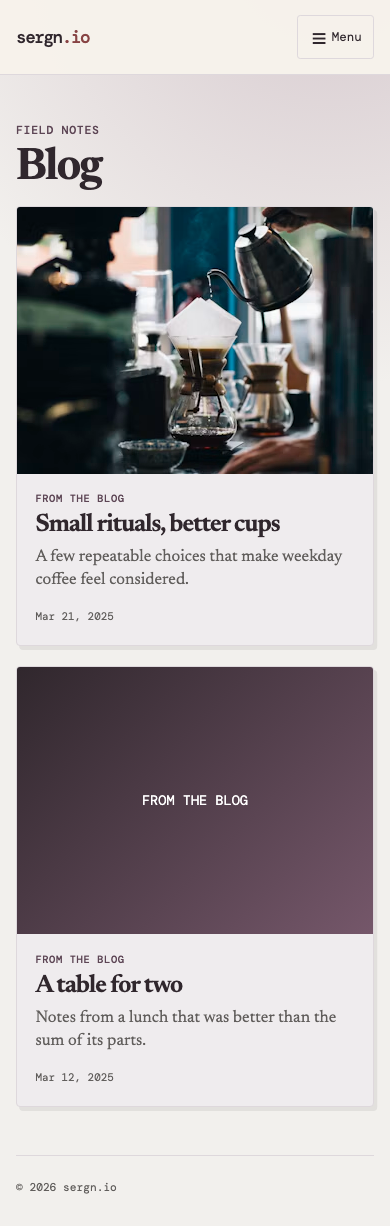 sergn.io
Menu
FIELD NOTES
Blog
FROM THE BLOG
Small rituals, better cups
A few repeatable choices that make weekday
coffee feel considered.
Mar 21, 2025
FROM THE BLOG
FROM THE BLOG
A table for two
Notes from a lunch that was better than the
sum of its parts.
Mar 12, 2025
© 2026 sergn.io